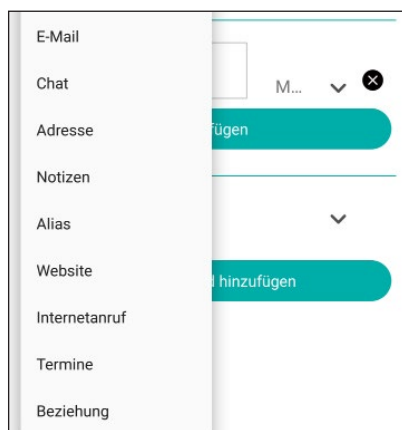 E-Mail
Chat
M...
Adresse
fügen
Notizen
Alias
Website
hinzufügen
Internetanruf
Termine
Beziehung